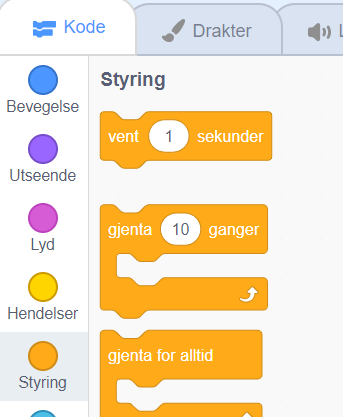 Kode
Drakter
L
Bevegelse
Utseende
Lyd
Hendelser
Styring
Styring
vent 1 sekunder
gjenta 10 ganger
gjenta for alltid